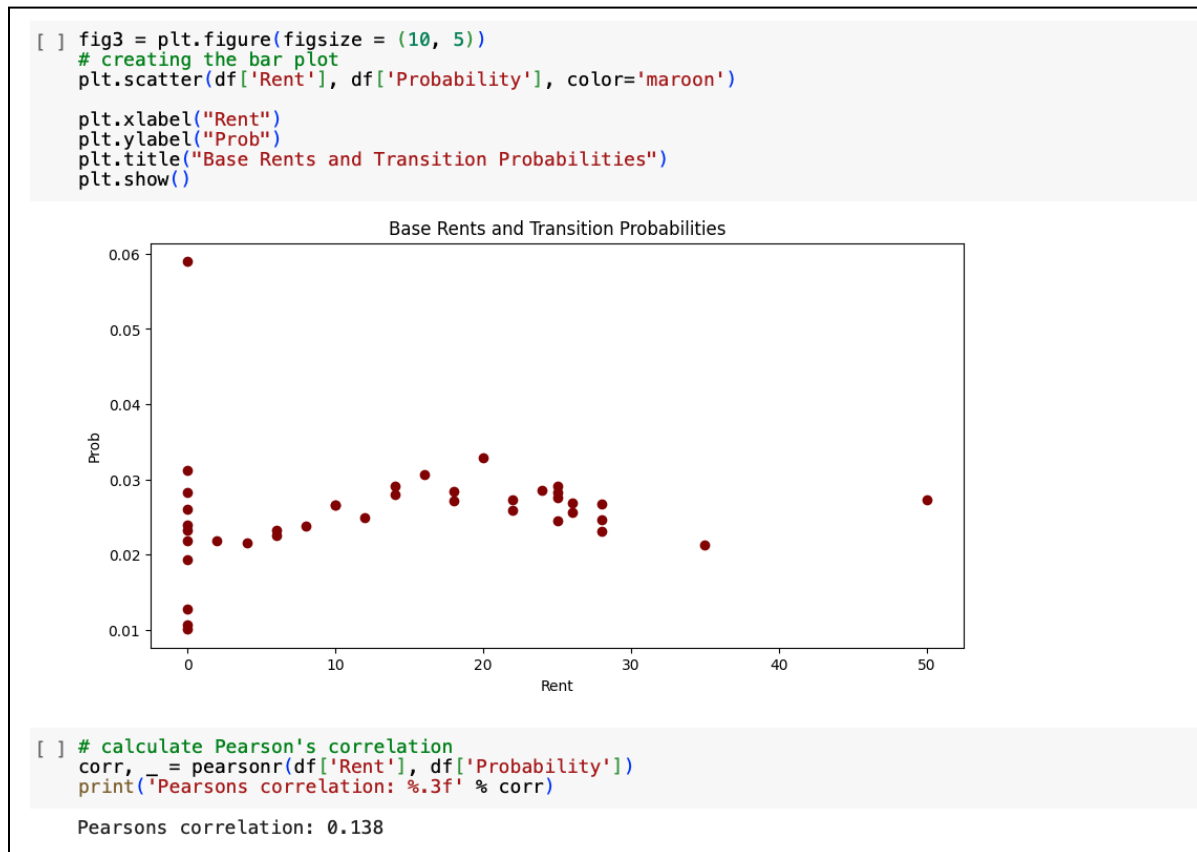 [ ] fig3 = plt.figure(figsize = (10, 5))
# creating the bar plot
plt.scatter(df['Rent'], df['Probability'], color='maroon')
plt.xlabel("Rent")
plt.ylabel("Prob")
plt.title("Base Rents and Transition Probabilities")
plt.show()
Base Rents and Transition Probabilities
0.06
0.05
0.04
Prob
0.03
0.02
0.01
0 10 20 30 40 50
Rent
[ ] # calculate Pearson's correlation
corr, _ = pearsonr(df['Rent'], df['Probability'])
print('Pearsons correlation: %.3f' % corr)
Pearsons correlation: 0.138